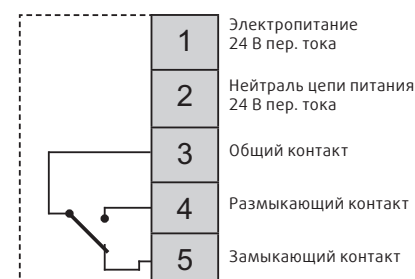 1
Электропитание
24 В пер. тока
2
Нейтраль цепи питания
24 В пер. тока
3
Общий контакт
4
Размыкающий контакт
5
Замыкающий контакт